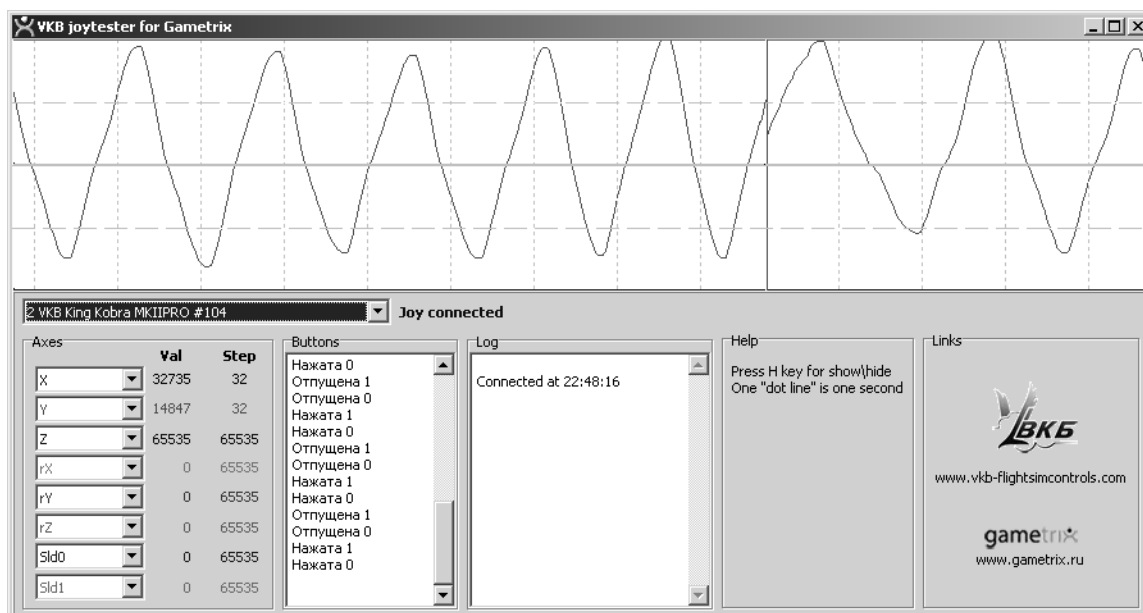 VKB joytester for Gametrix
2 VKB King Kobra MKIIPRO #104
Joy connected
Axes
Val Step
X 32735 32
Y 14847 32
Z 65535 65535
rX 0 65535
rY 0 65535
rZ 0 65535
Sld0 0 65535
Sld1 0 65535
Buttons
Нажата 0
Отпущена 1
Отпущена 0
Нажата 1
Нажата 0
Отпущена 1
Отпущена 0
Нажата 1
Нажата 0
Отпущена 1
Отпущена 0
Нажата 1
Нажата 0
Log
Connected at 22:48:16
Help
Press H key for show\hide
One "dot line" is one second
Links
ВКБ
www.vkb-flightsimcontrols.com
gametrix
www.gametrix.ru